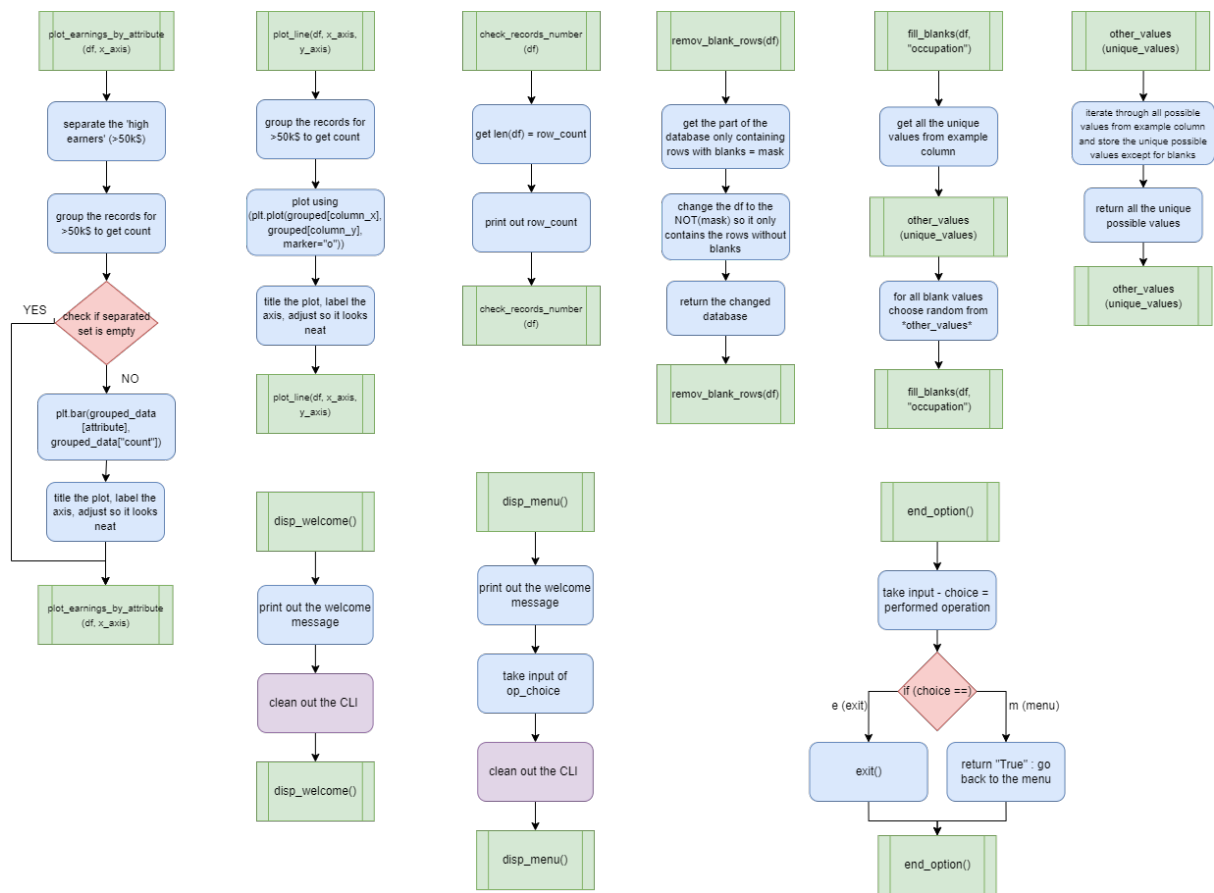 plot_earnings_by_attribute
(df, x_axis)
separate the 'high
earners' (>50k$)
group the records for
>50k$ to get count
check if separated
set is empty
YES
NO
plt.bar(grouped_data
[attribute],
grouped_data["count"])
title the plot, label the
axis, adjust so it looks
neat
plot_earnings_by_attribute
(df, x_axis)
plot_line(df, x_axis,
y_axis)
group the records for
>50k$ to get count
plot using
(plt.plot(grouped[column_x],
grouped[column_y],
marker="o"))
title the plot, label the
axis, adjust so it looks
neat
plot_line(df, x_axis,
y_axis)
check_records_number
(df)
get len(df) = row_count
print out row_count
check_records_number
(df)
remov_blank_rows(df)
get the part of the
database only containing
rows with blanks = mask
change the df to the
NOT(mask) so it only
contains the rows without
blanks
return the changed
database
remov_blank_rows(df)
fill_blanks(df,
"occupation")
get all the unique
values from example
column
other_values
(unique_values)
for all blank values
choose random from
*other_values*
fill_blanks(df,
"occupation")
other_values
(unique_values)
iterate through all possible
values from example column
and store the unique possible
values except for blanks
return all the unique
possible values
other_values
(unique_values)
disp_welcome()
print out the welcome
message
clean out the CLI
disp_welcome()
disp_menu()
print out the welcome
message
take input of
op_choice
clean out the CLI
disp_menu()
end_option()
take input - choice =
performed operation
if (choice ==)
e (exit)
m (menu)
exit()
return "True" : go
back to the menu
end_option()